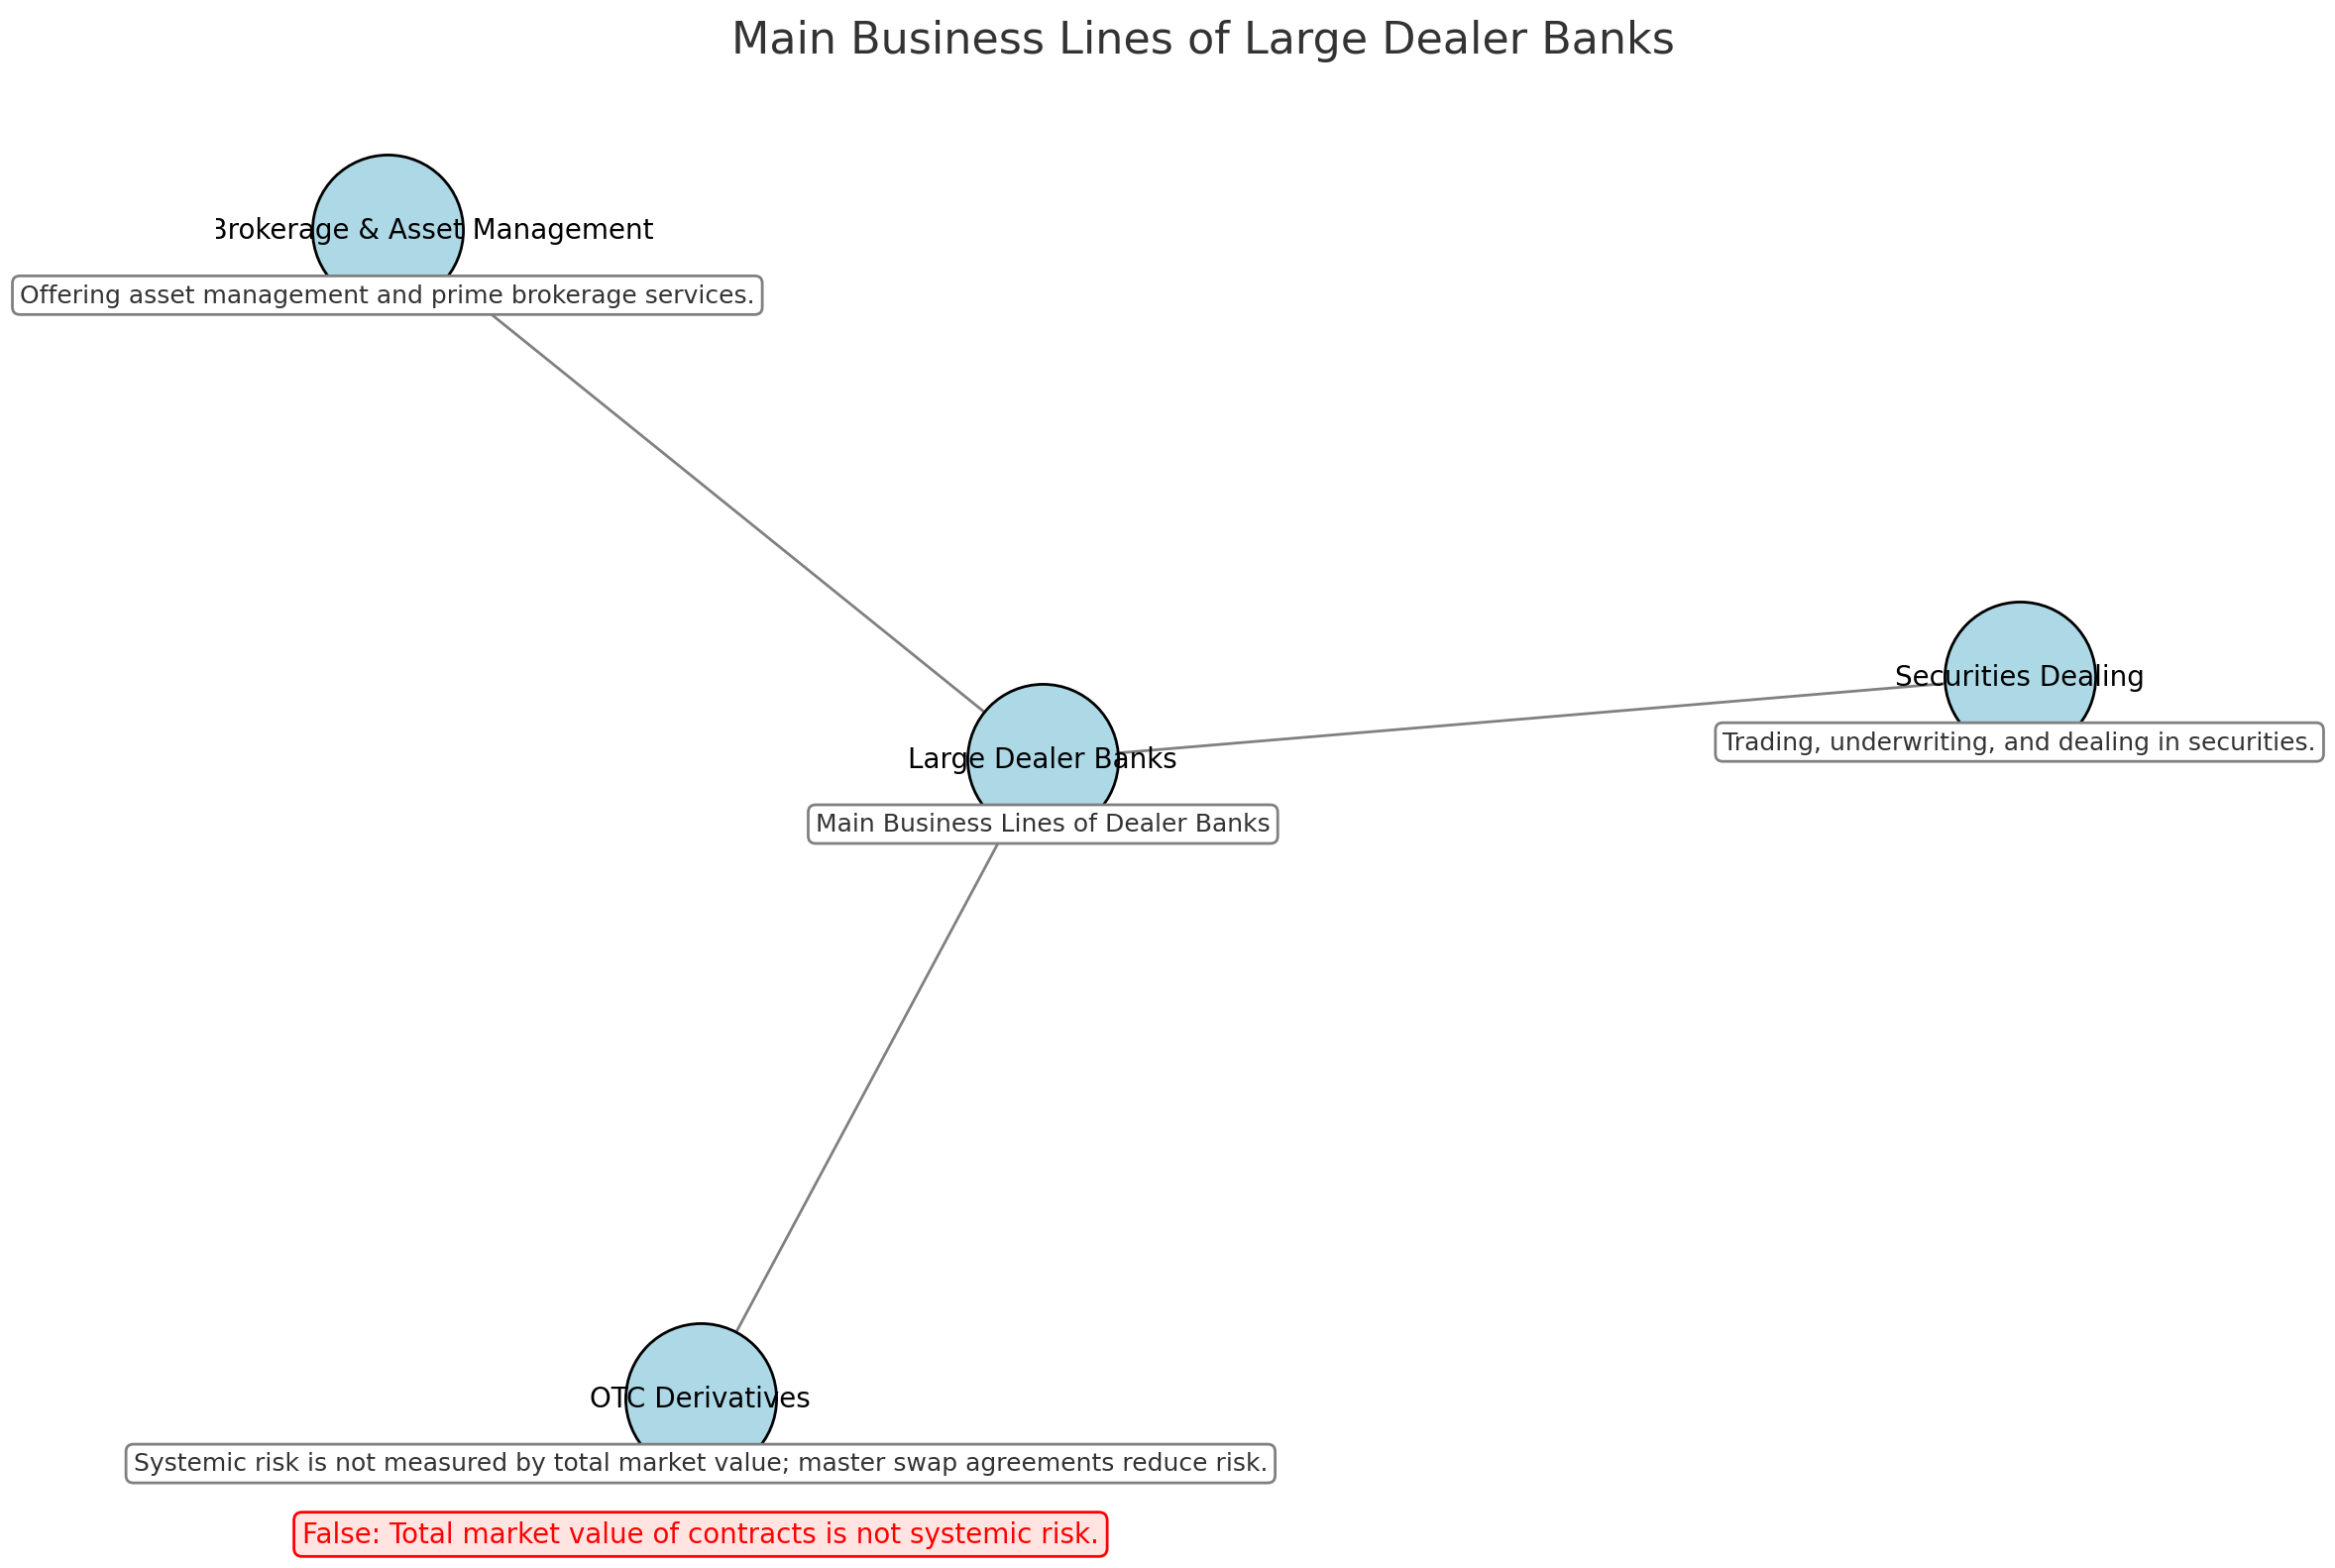 Main Business Lines of Large Dealer Banks
Brokerage & Asset Management
Offering asset management and prime brokerage services.
Securities Dealing
Trading, underwriting, and dealing in securities.
Large Dealer Banks
Main Business Lines of Dealer Banks
OTC Derivatives
Systemic risk is not measured by total market value; master swap agreements reduce risk.
False: Total market value of contracts is not systemic risk.